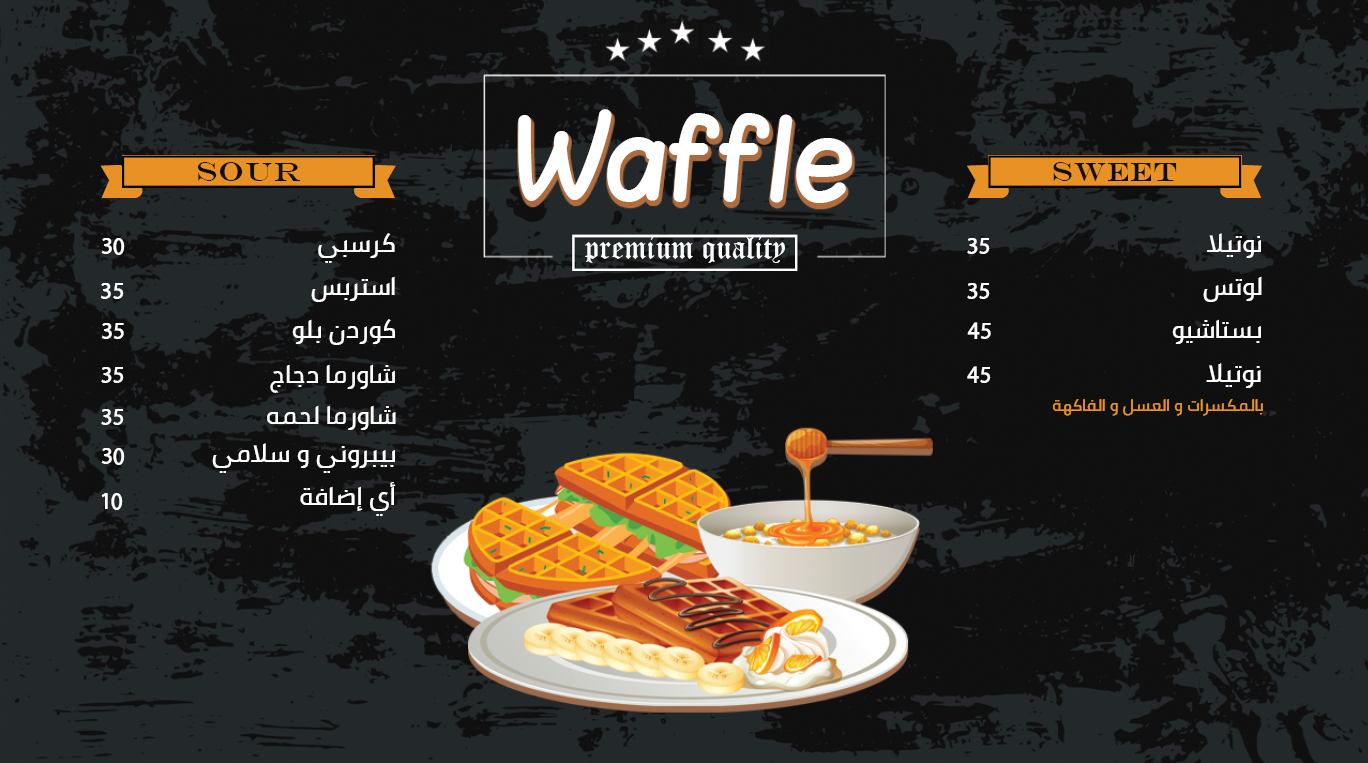 Waffle
premium quality
SOUR
كرسبي 30
استربس 35
كوردن بلو 35
شاورما دجاج 35
شاورما لحمه 35
بيبروني و سلامي 30
أي إضافة 10
SWEET
نوتيلا 35
لوتس 35
بستاشيو 45
نوتيلا 45
بالمكسرات و العسل و الفاكهة